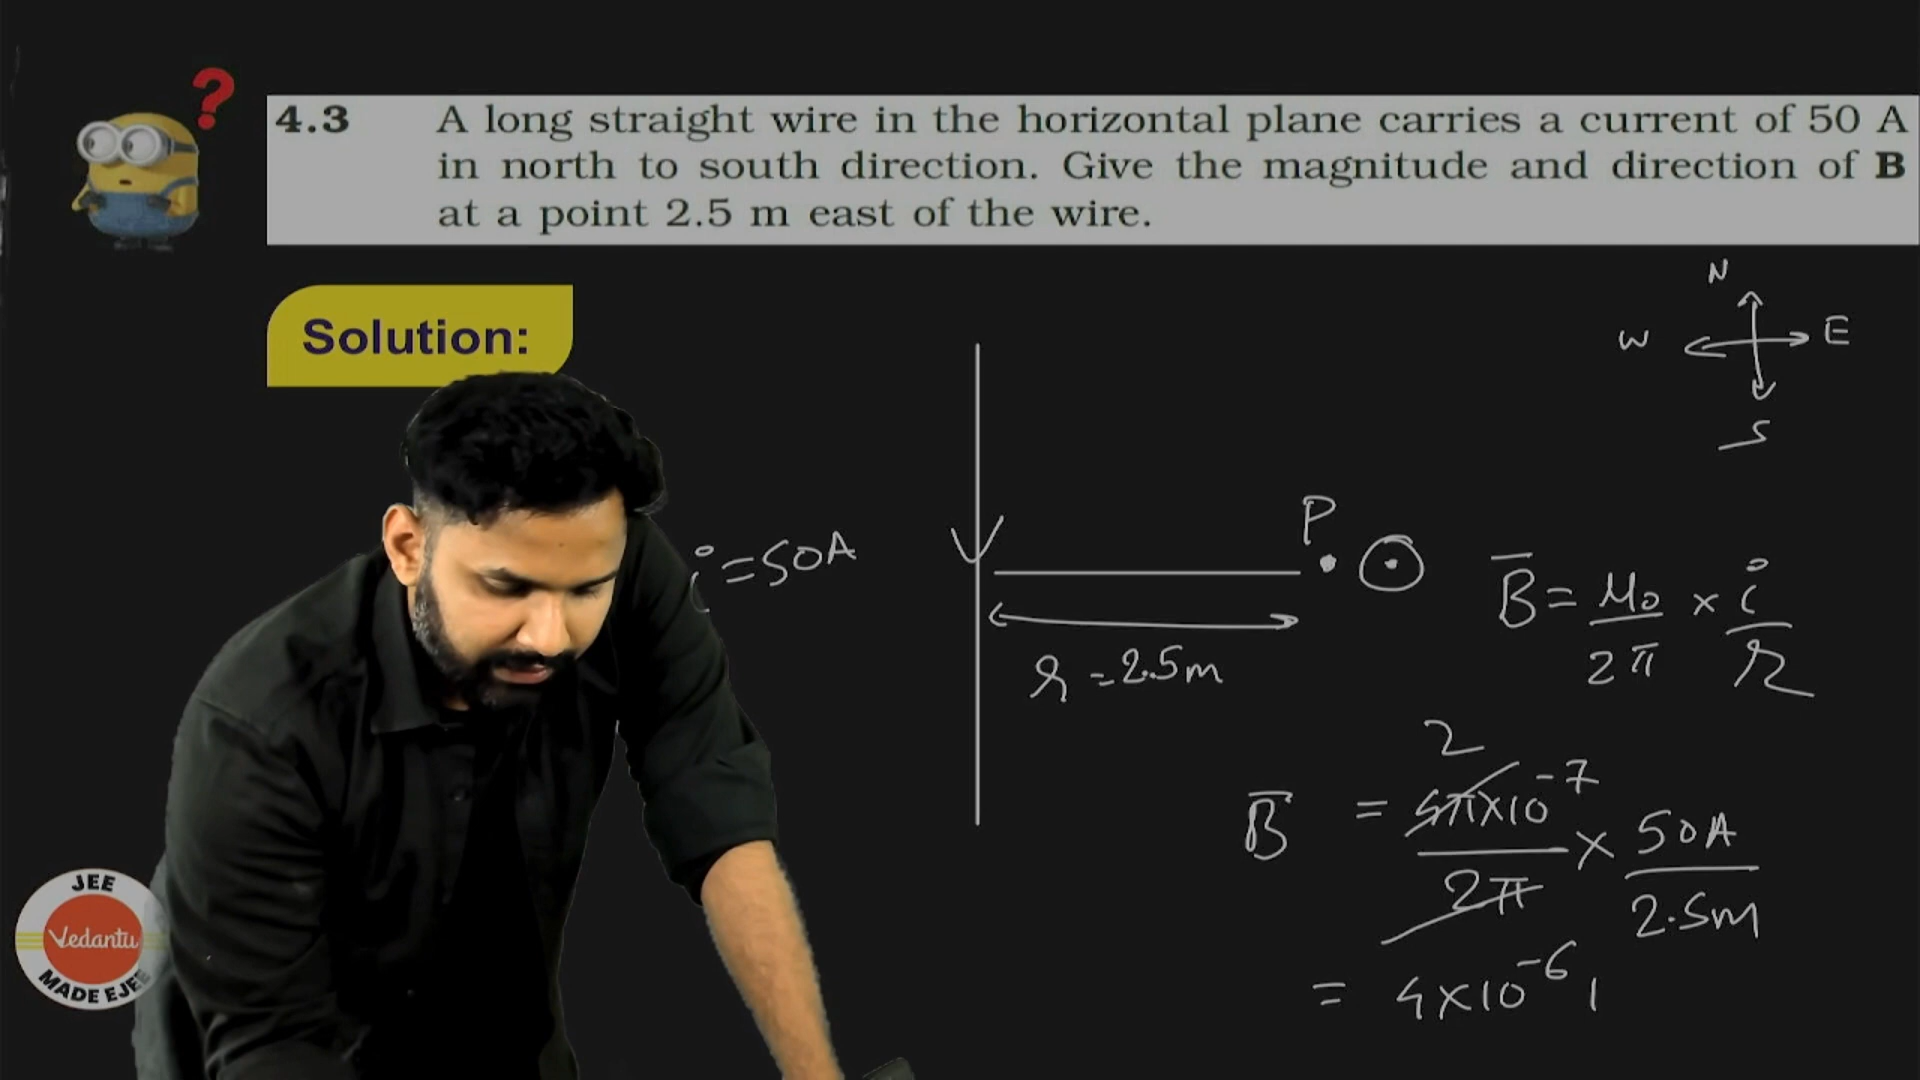 ?
4.3 A long straight wire in the horizontal plane carries a current of 50 A
in north to south direction. Give the magnitude and direction of B
at a point 2.5 m east of the wire.
Solution:
N
W E
S
i = 50A
P
r = 2.5m
B̅ = μ₀/2π × i/r
2
B̅ = 4π×10⁻⁷/2π × 50A/2.5m
= 4×10⁻⁶
JEE
Vedantu
MADE EJEE